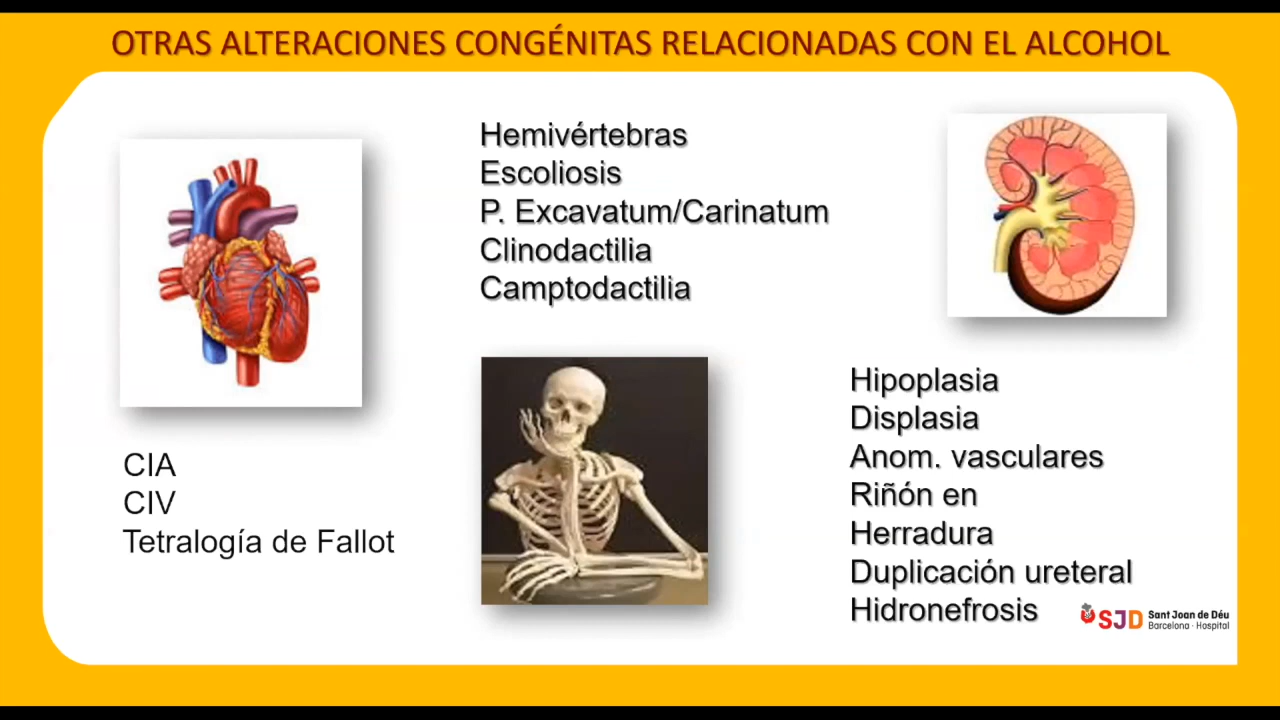 OTRAS ALTERACIONES CONGÉNITAS RELACIONADAS CON EL ALCOHOL
CIA
CIV
Tetralogía de Fallot
Hemivértebras
Escoliosis
P. Excavatum/Carinatum
Clinodactilia
Camptodactilia
Hipoplasia
Displasia
Anom. vasculares
Riñón en
Herradura
Duplicación ureteral
Hidronefrosis
SJD Sant Joan de Déu
Barcelona · Hospital